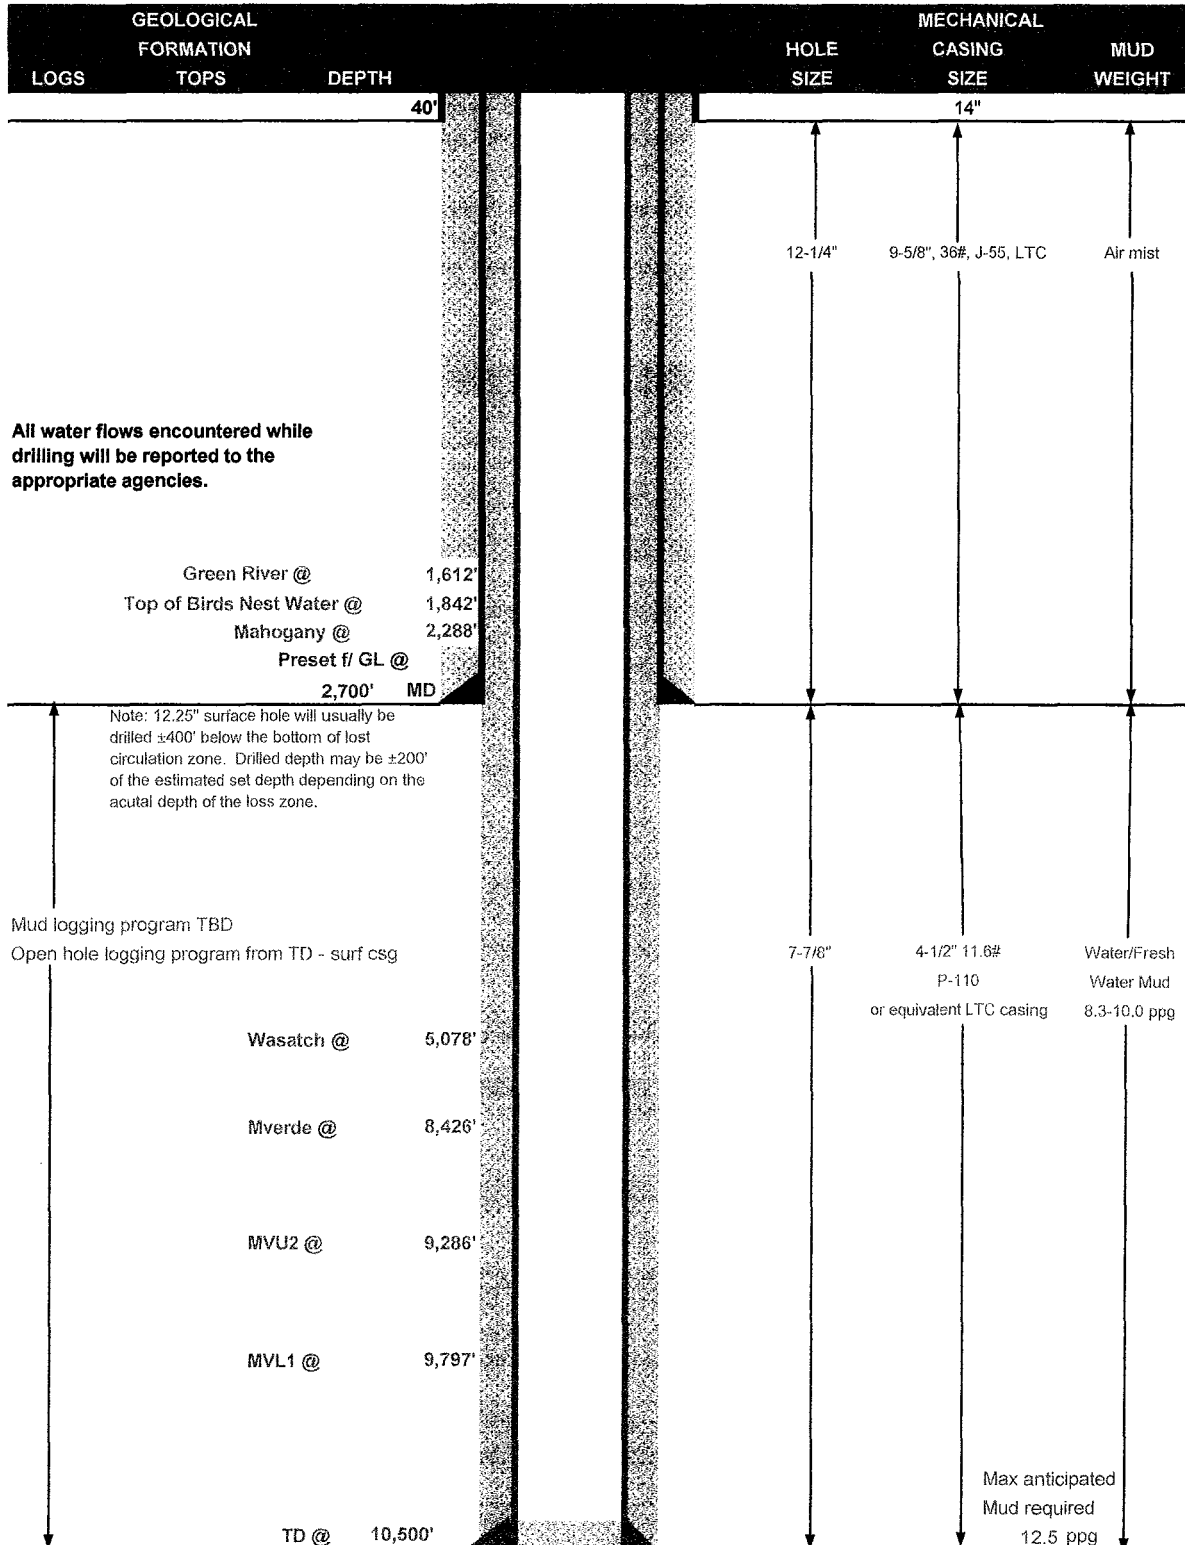 GEOLOGICAL MECHANICAL
FORMATION HOLE CASING MUD
LOGS TOPS DEPTH SIZE SIZE WEIGHT
40' 14"
12-1/4" 9-5/8", 36#, J-55, LTC Air mist
All water flows encountered while
drilling will be reported to the
appropriate agencies.
Green River @ 1,612'
Top of Birds Nest Water @ 1,842'
Mahogany @ 2,288'
Preset f/ GL @
2,700' MD
Note: 12.25" surface hole will usually be
drilled ±400' below the bottom of lost
circulation zone. Drilled depth may be ±200'
of the estimated set depth depending on the
acutal depth of the loss zone.
Mud logging program TBD
Open hole logging program from TD - surf csg
7-7/8" 4-1/2" 11.6# Water/Fresh
P-110 Water Mud
or equivalent LTC casing 8.3-10.0 ppg
Wasatch @ 5,078'
Mverde @ 8,426'
MVU2 @ 9,286'
MVL1 @ 9,797'
Max anticipated
Mud required
TD @ 10,500' 12.5 ppg